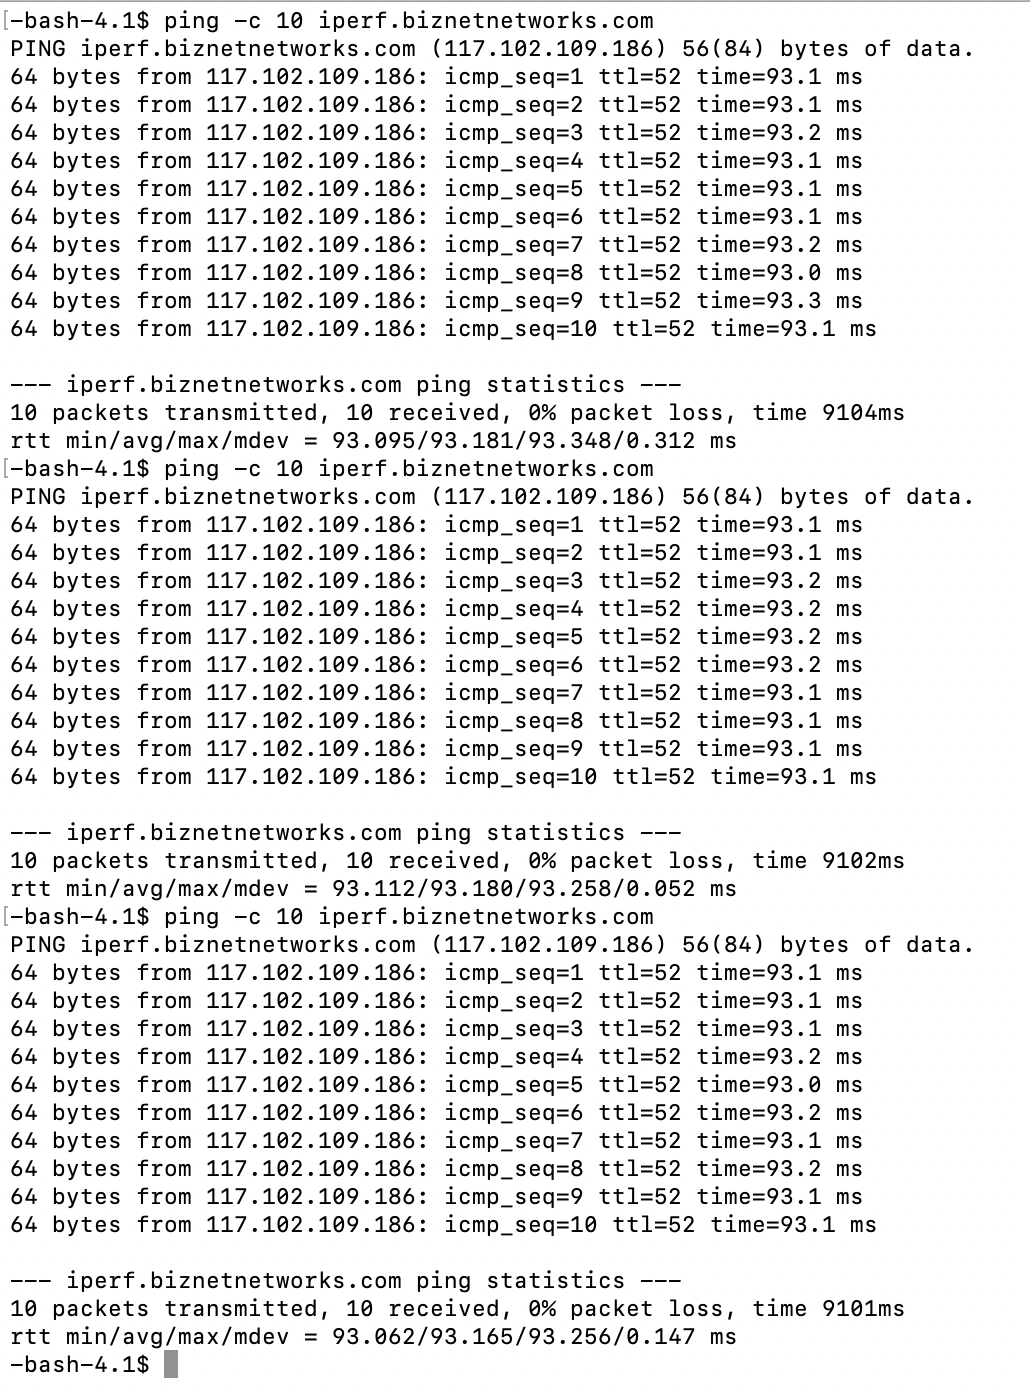 [-bash-4.1$ ping -c 10 iperf.biznetnetworks.com
PING iperf.biznetnetworks.com (117.102.109.186) 56(84) bytes of data.
64 bytes from 117.102.109.186: icmp_seq=1 ttl=52 time=93.1 ms
64 bytes from 117.102.109.186: icmp_seq=2 ttl=52 time=93.1 ms
64 bytes from 117.102.109.186: icmp_seq=3 ttl=52 time=93.2 ms
64 bytes from 117.102.109.186: icmp_seq=4 ttl=52 time=93.1 ms
64 bytes from 117.102.109.186: icmp_seq=5 ttl=52 time=93.1 ms
64 bytes from 117.102.109.186: icmp_seq=6 ttl=52 time=93.1 ms
64 bytes from 117.102.109.186: icmp_seq=7 ttl=52 time=93.2 ms
64 bytes from 117.102.109.186: icmp_seq=8 ttl=52 time=93.0 ms
64 bytes from 117.102.109.186: icmp_seq=9 ttl=52 time=93.3 ms
64 bytes from 117.102.109.186: icmp_seq=10 ttl=52 time=93.1 ms

--- iperf.biznetnetworks.com ping statistics ---
10 packets transmitted, 10 received, 0% packet loss, time 9104ms
rtt min/avg/max/mdev = 93.095/93.181/93.348/0.312 ms
[-bash-4.1$ ping -c 10 iperf.biznetnetworks.com
PING iperf.biznetnetworks.com (117.102.109.186) 56(84) bytes of data.
64 bytes from 117.102.109.186: icmp_seq=1 ttl=52 time=93.1 ms
64 bytes from 117.102.109.186: icmp_seq=2 ttl=52 time=93.1 ms
64 bytes from 117.102.109.186: icmp_seq=3 ttl=52 time=93.2 ms
64 bytes from 117.102.109.186: icmp_seq=4 ttl=52 time=93.2 ms
64 bytes from 117.102.109.186: icmp_seq=5 ttl=52 time=93.2 ms
64 bytes from 117.102.109.186: icmp_seq=6 ttl=52 time=93.2 ms
64 bytes from 117.102.109.186: icmp_seq=7 ttl=52 time=93.1 ms
64 bytes from 117.102.109.186: icmp_seq=8 ttl=52 time=93.1 ms
64 bytes from 117.102.109.186: icmp_seq=9 ttl=52 time=93.1 ms
64 bytes from 117.102.109.186: icmp_seq=10 ttl=52 time=93.1 ms

--- iperf.biznetnetworks.com ping statistics ---
10 packets transmitted, 10 received, 0% packet loss, time 9102ms
rtt min/avg/max/mdev = 93.112/93.180/93.258/0.052 ms
[-bash-4.1$ ping -c 10 iperf.biznetnetworks.com
PING iperf.biznetnetworks.com (117.102.109.186) 56(84) bytes of data.
64 bytes from 117.102.109.186: icmp_seq=1 ttl=52 time=93.1 ms
64 bytes from 117.102.109.186: icmp_seq=2 ttl=52 time=93.1 ms
64 bytes from 117.102.109.186: icmp_seq=3 ttl=52 time=93.1 ms
64 bytes from 117.102.109.186: icmp_seq=4 ttl=52 time=93.2 ms
64 bytes from 117.102.109.186: icmp_seq=5 ttl=52 time=93.0 ms
64 bytes from 117.102.109.186: icmp_seq=6 ttl=52 time=93.2 ms
64 bytes from 117.102.109.186: icmp_seq=7 ttl=52 time=93.1 ms
64 bytes from 117.102.109.186: icmp_seq=8 ttl=52 time=93.2 ms
64 bytes from 117.102.109.186: icmp_seq=9 ttl=52 time=93.1 ms
64 bytes from 117.102.109.186: icmp_seq=10 ttl=52 time=93.1 ms

--- iperf.biznetnetworks.com ping statistics ---
10 packets transmitted, 10 received, 0% packet loss, time 9101ms
rtt min/avg/max/mdev = 93.062/93.165/93.256/0.147 ms
-bash-4.1$